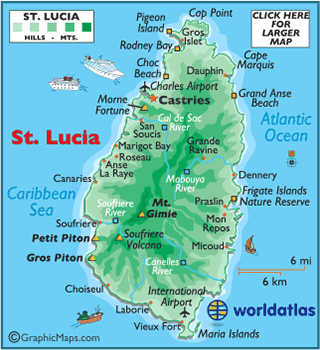 ST. LUCIA
HILLS - MTS.
Pigeon
Island
Cap Point
CLICK HERE
FOR
LARGER
MAP
Gros
Islet
Rodney Bay
Cape
Marquis
Choc
Beach
Dauphin
Charles Airport
Grand Anse
Beach
Morne
Fortune
Castries
Cul de Soc
River
Atlantic
Ocean
San
Soucis
St. Lucia
Marigot Bay
Grande
Ravine
Roseau
Anse
La Raye
Canaries
Mabouya
River
Dennery
Caribbean
Sea
Soufriere
River
Mt.
Gimie
Praslin
Frigate Islands
Nature Reserve
Soufriere
Mon
Repos
Petit Piton
Soufriere
Volcano
Micoud
Gros Piton
Canelles
River
6 mi
6 km
Choiseul
International
Airport
worldatlas
Laborie
Vieux Fort
Maria Islands
©GraphicMaps.com